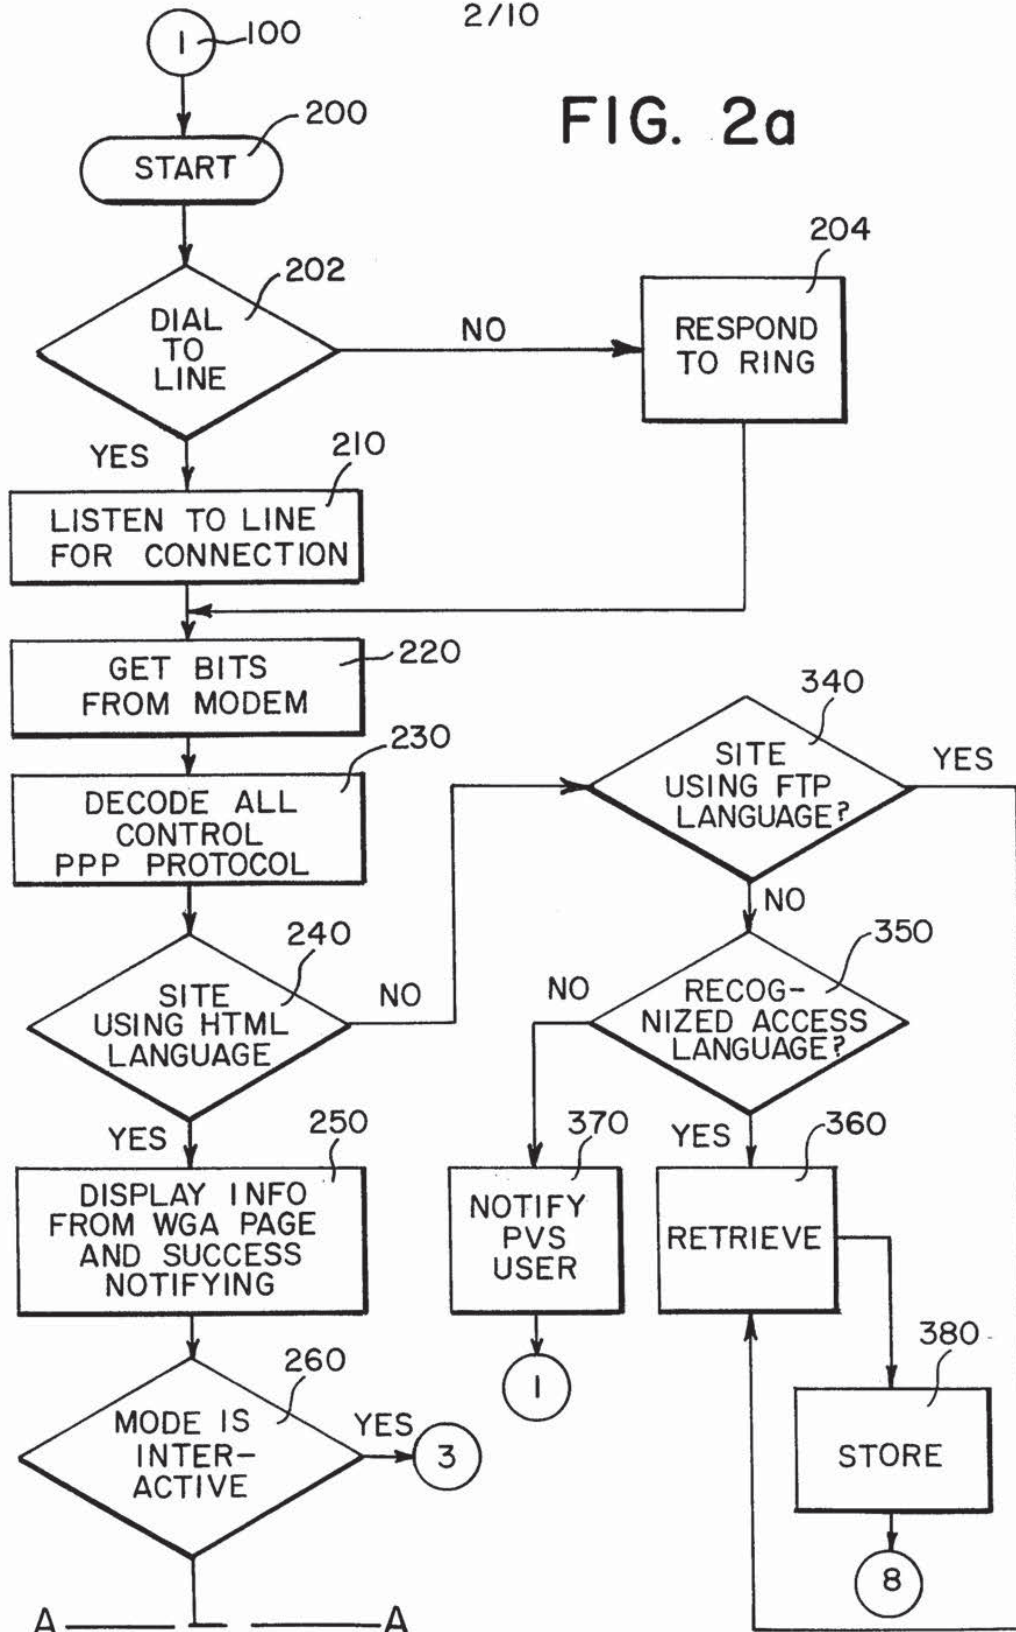 2/10
1
100
FIG. 2a
200
START
202
DIAL
TO
LINE
NO
204
RESPOND
TO RING
YES
210
LISTEN TO LINE
FOR CONNECTION
220
GET BITS
FROM MODEM
230
DECODE ALL
CONTROL
PPP PROTOCOL
240
SITE
USING HTML
LANGUAGE
NO
340
SITE
USING FTP
LANGUAGE?
YES
NO
350
RECOG-
NIZED ACCESS
LANGUAGE?
NO
YES
250
DISPLAY INFO
FROM WGA PAGE
AND SUCCESS
NOTIFYING
370
NOTIFY
PVS
USER
1
YES
360
RETRIEVE
380
STORE
8
260
MODE IS
INTER-
ACTIVE
YES
3
A
A